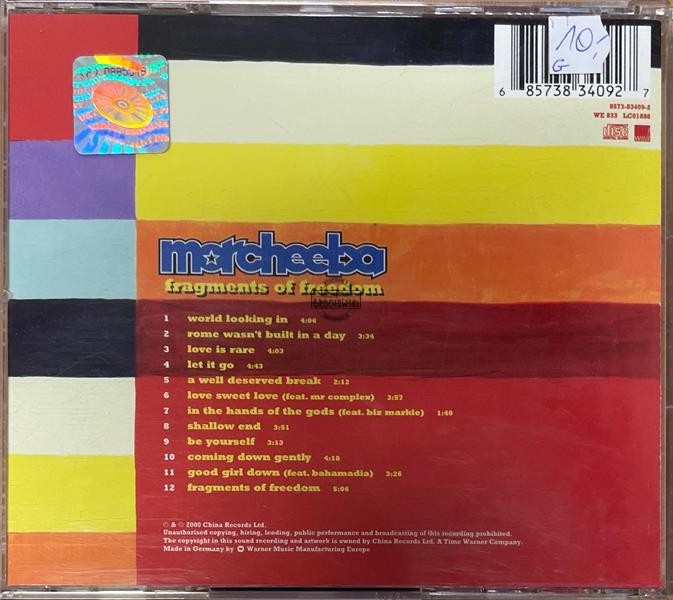 10,-
G
6 85738 34092 7
8573-83409-2
WE 833 LC01888
morcheeba
fragments of freedom
1 world looking in 4:06
2 rome wasn't built in a day 3:34
3 love is rare 4:03
4 let it go 4:43
5 a well deserved break 2:12
6 love sweet love (feat. mr complex) 3:57
7 in the hands of the gods (feat. biz markie) 1:40
8 shallow end 3:51
9 be yourself 3:13
10 coming down gently 4:18
11 good girl down (feat. bahamadia) 3:26
12 fragments of freedom 5:06
℗ & © 2000 China Records Ltd.
Unauthorised copying, hiring, lending, public performance and broadcasting of this recording prohibited.
The copyright in this sound recording and artwork is owned by China Records Ltd. A Time Warner Company.
Made in Germany by Warner Music Manufacturing Europe